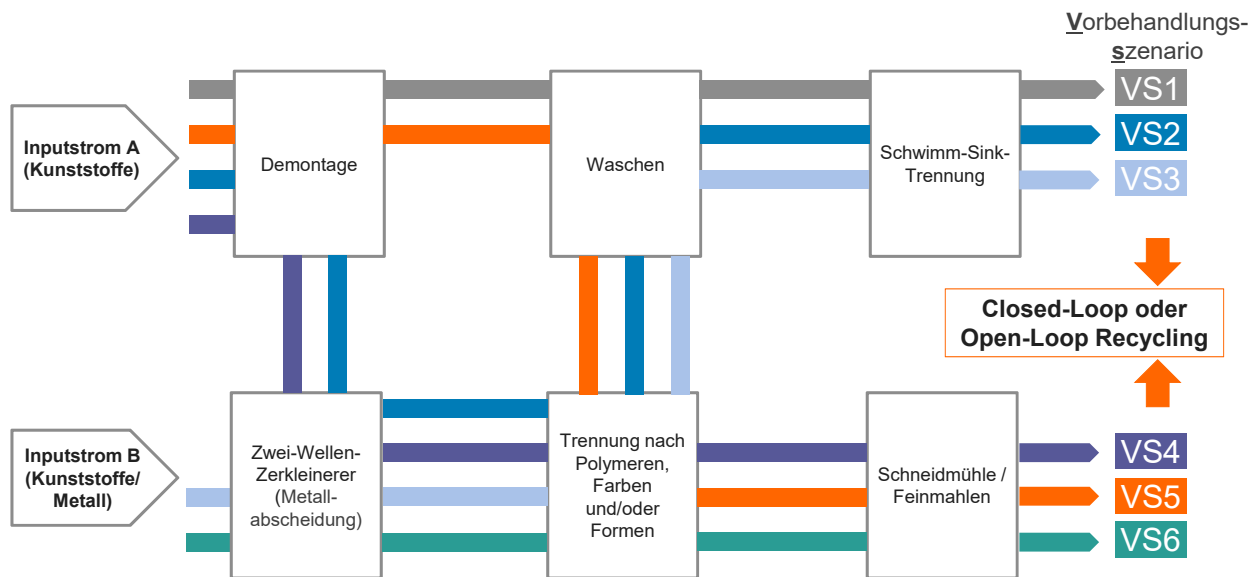 Vorbehandlungs-
szenario
Inputstrom A
(Kunststoffe)
Demontage
Waschen
Schwimm-Sink-
Trennung
VS1
VS2
VS3
Closed-Loop oder
Open-Loop Recycling
Inputstrom B
(Kunststoffe/
Metall)
Zwei-Wellen-
Zerkleinerer
(Metall-
abscheidung)
Trennung nach
Polymeren,
Farben
und/oder
Formen
Schneidmühle /
Feinmahlen
VS4
VS5
VS6